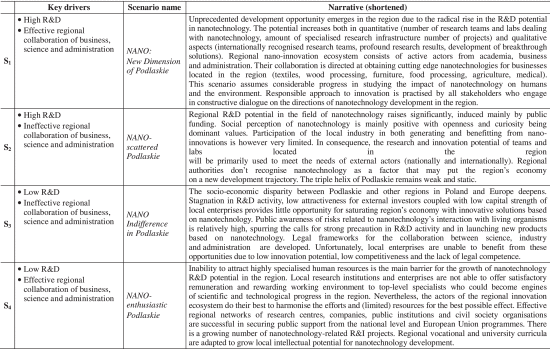 Key drivers Scenario name Narrative (shortened)
S1
• High R&D
• Effective regional
collaboration of business,
science and administration
NANO:
New Dimension
of Podlaskie
Unprecedented development opportunity emerges in the region due to the radical rise in the R&D potential
in nanotechnology. The potential increases both in quantitative (number of research teams and labs dealing
with nanotechnology, amount of specialised research infrastructure number of projects) and qualitative
aspects (internationally recognised research teams, profound research results, development of breakthrough
solutions). Regional nano-innovation ecosystem consists of active actors from academia, business
and administration. Their collaboration is directed at obtaining cutting edge nanotechnologies for businesses
located in the region (textiles, wood processing, furniture, food processing, agriculture, medical).
This scenario assumes considerable progress in studying the impact of nanotechnology on humans
and the environment. Responsible approach to innovation is practised by all stakeholders who engage
in constructive dialogue on the directions of nanotechnology development in the region.
S2
• High R&D
• Ineffective regional
collaboration of business,
science and administration
NANO-
scattered
Podlaskie
Regional R&D potential in the field of nanotechnology raises significantly, induced mainly by public
funding. Social perception of nanotechnology is mainly positive with openness and curiosity being
dominant values. Participation of the local industry in both generating and benefitting from nano-
innovations is however very limited. In consequence, the research and innovation potential of teams and
labs located in the region
will be primarily used to meet the needs of external actors (nationally and internationally). Regional
authorities don't recognise nanotechnology as a factor that may put the region's economy
on a new development trajectory. The triple helix of Podlaskie remains weak and static.
S3
• Low R&D
• Ineffective regional
collaboration of business,
science and administration
NANO
Indifference
in Podlaskie
The socio-economic disparity between Podlaskie and other regions in Poland and Europe deepens.
Stagnation in R&D activity, low attractiveness for external investors coupled with low capital strength of
local enterprises provides little opportunity for saturating region's economy with innovative solutions based
on nanotechnology. Public awareness of risks related to nanotechnology's interaction with living organisms
is relatively high, spurring the calls for strong precaution in R&D activity and in launching new products
based on nanotechnology. Legal frameworks for the collaboration between science, industry
and administration are developed. Unfortunately, local enterprises are unable to benefit from these
opportunities due to low innovation potential, low competitiveness and the lack of legal competence.
S4
• Low R&D
• Effective regional
collaboration of business,
science and administration
NANO-
enthusiastic
Podlaskie
Inability to attract highly specialised human resources is the main barrier for the growth of nanotechnology
R&D potential in the region. Local research institutions and enterprises are not able to offer satisfactory
remuneration and rewarding working environment to top-level specialists who could become engines
of scientific and technological progress in the region. Nevertheless, the actors of the regional innovation
ecosystem do their best to harmonise the efforts and (limited) resources for the best possible effect. Effective
regional networks of research centres, companies, public institutions and civil society organisations
are successful in securing public support from the national level and European Union programmes. There
is a growing number of nanotechnology-related R&I projects. Regional vocational and university curricula
are adapted to grow local intellectual potential for nanotechnology development.